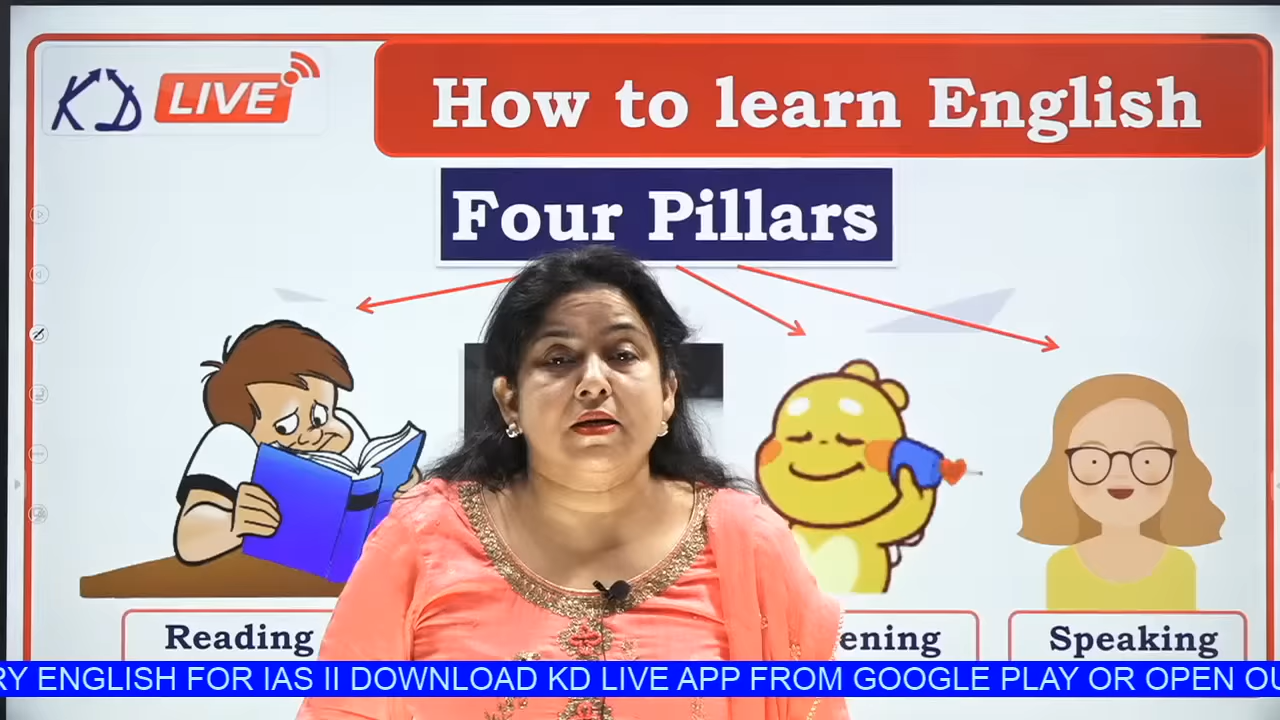 KD LIVE
How to learn English
Four Pillars
Reading
ening
Speaking
RY ENGLISH FOR IAS II DOWNLOAD KD LIVE APP FROM GOOGLE PLAY OR OPEN OU